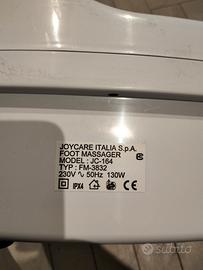 JOYCARE ITALIA S.p.A.
FOOT MASSAGER
MODEL : JC-164
TYP : FM-3832
230V ∿ 50Hz 130W
IPX4
subito